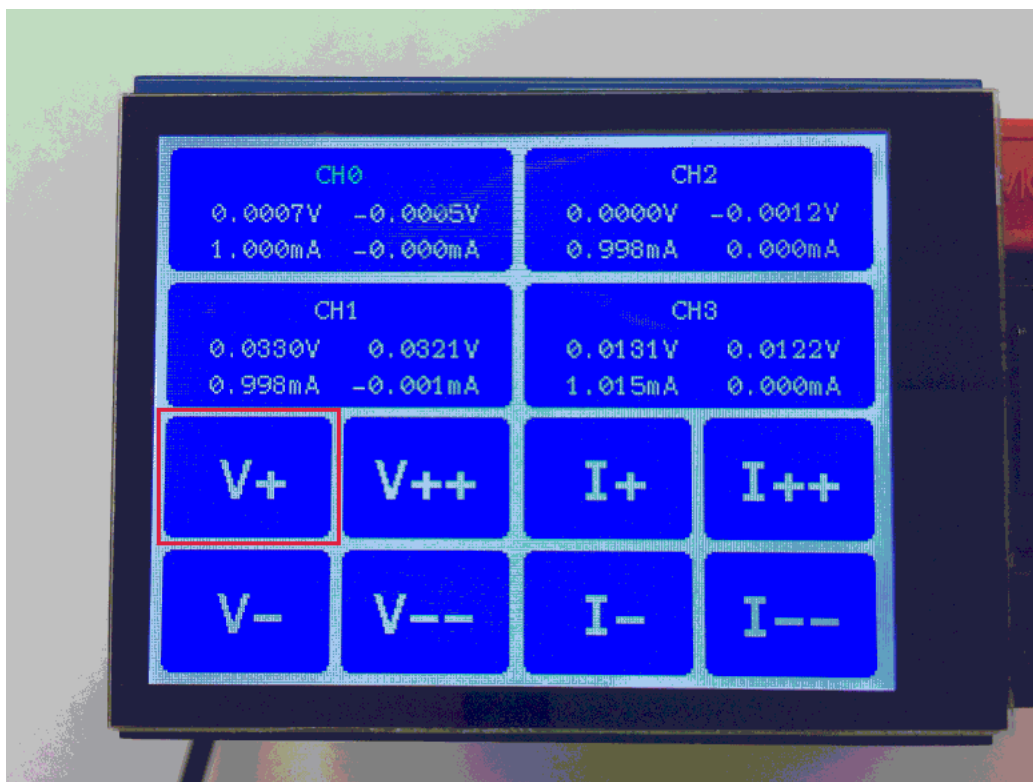 CH0
0.0007V -0.0005V
1.000mA -0.000mA
CH2
0.0000V -0.0012V
0.998mA 0.000mA
CH1
0.0330V 0.0321V
0.998mA -0.001mA
CH3
0.0131V 0.0122V
1.015mA 0.000mA
V+ V++ I+ I++
V- V-- I- I--